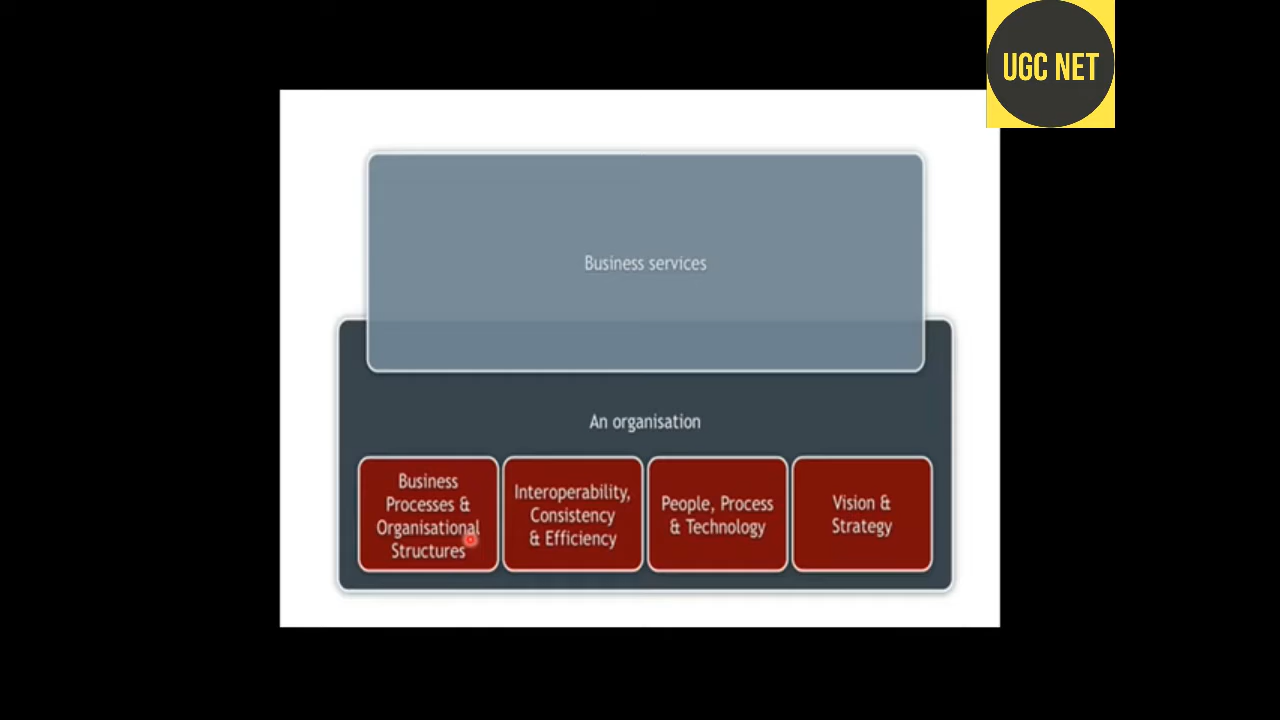 UGC NET
Business services
An organisation
Business
Processes &
Organisational
Structures
Interoperability,
Consistency
& Efficiency
People, Process
& Technology
Vision &
Strategy